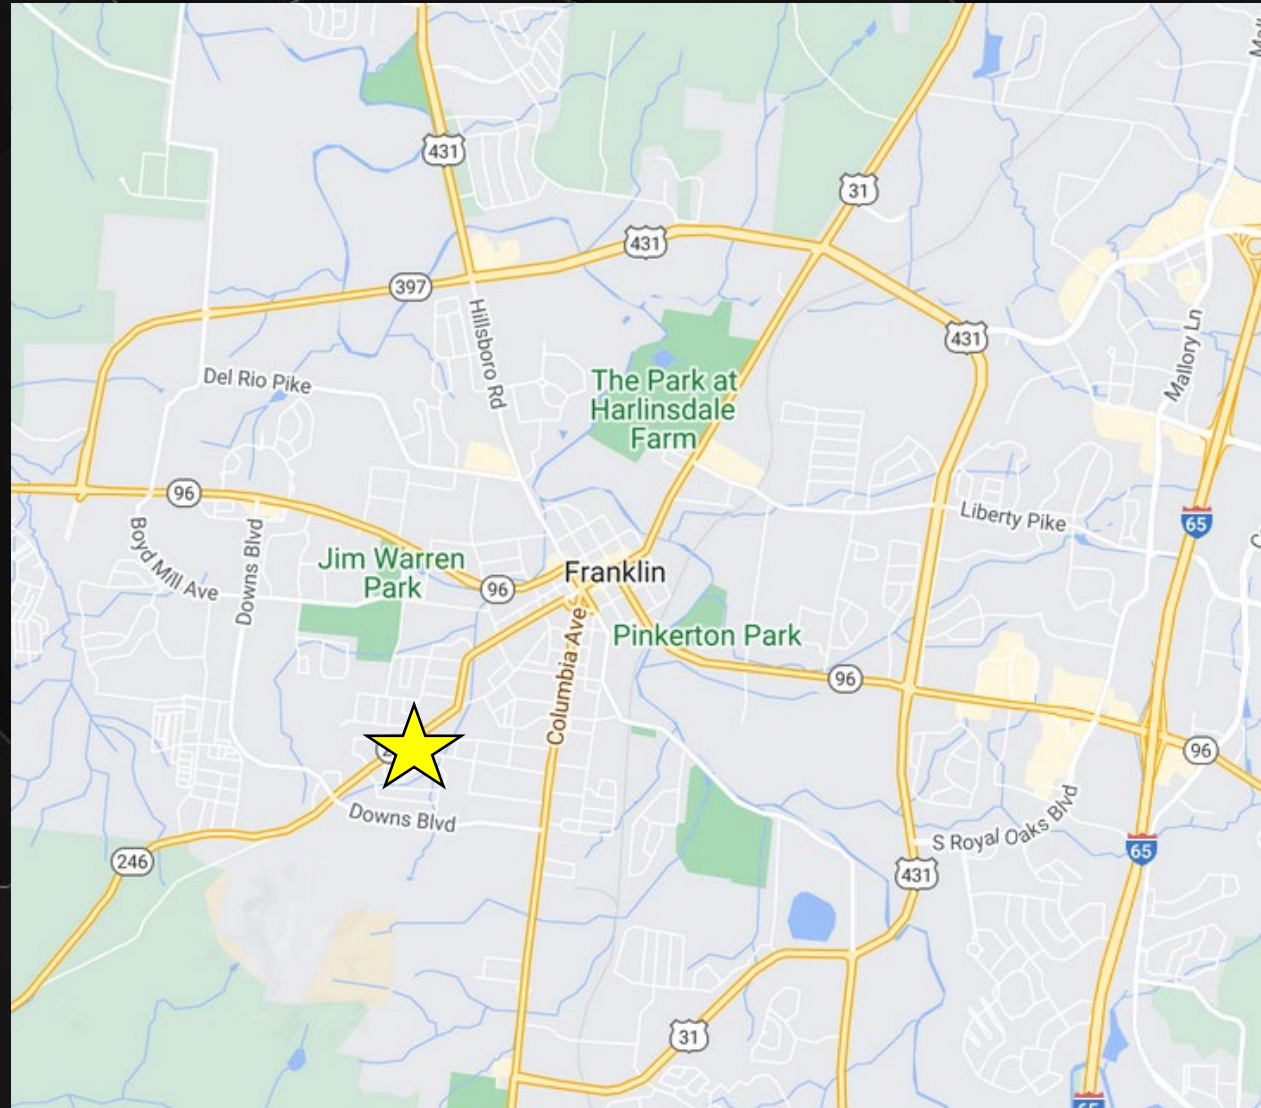 431
31
431
397
431
Hillsboro Rd
Mallory Ln
Del Rio Pike
The Park at
Harlinsdale
Farm
96
Liberty Pike
65
Boyd Mill Ave
Downs Blvd
Jim Warren
Park
96
Franklin
Columbia Ave
Pinkerton Park
96
96
Downs Blvd
S Royal Oaks Blvd
246
65
431
31
65